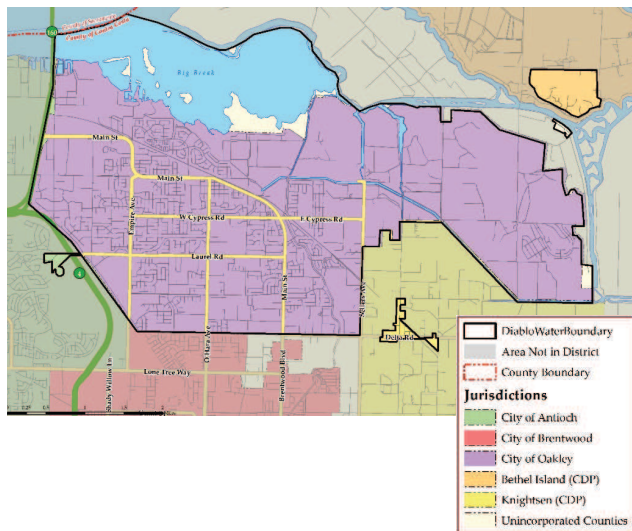 160
Big Break
Main St
Main St
Empire Ave
W Cypress Rd
E Cypress Rd
Laurel Rd
4
O Hara Ave
Main St
Delta Rd
Lone Tree Way
Shady Willow Ln
Brentwood Blvd
DiabloWaterBoundary
Area Not in District
County Boundary
Jurisdictions
City of Antioch
City of Brentwood
City of Oakley
Bethel Island (CDP)
Knightsen (CDP)
Unincorporated Counties